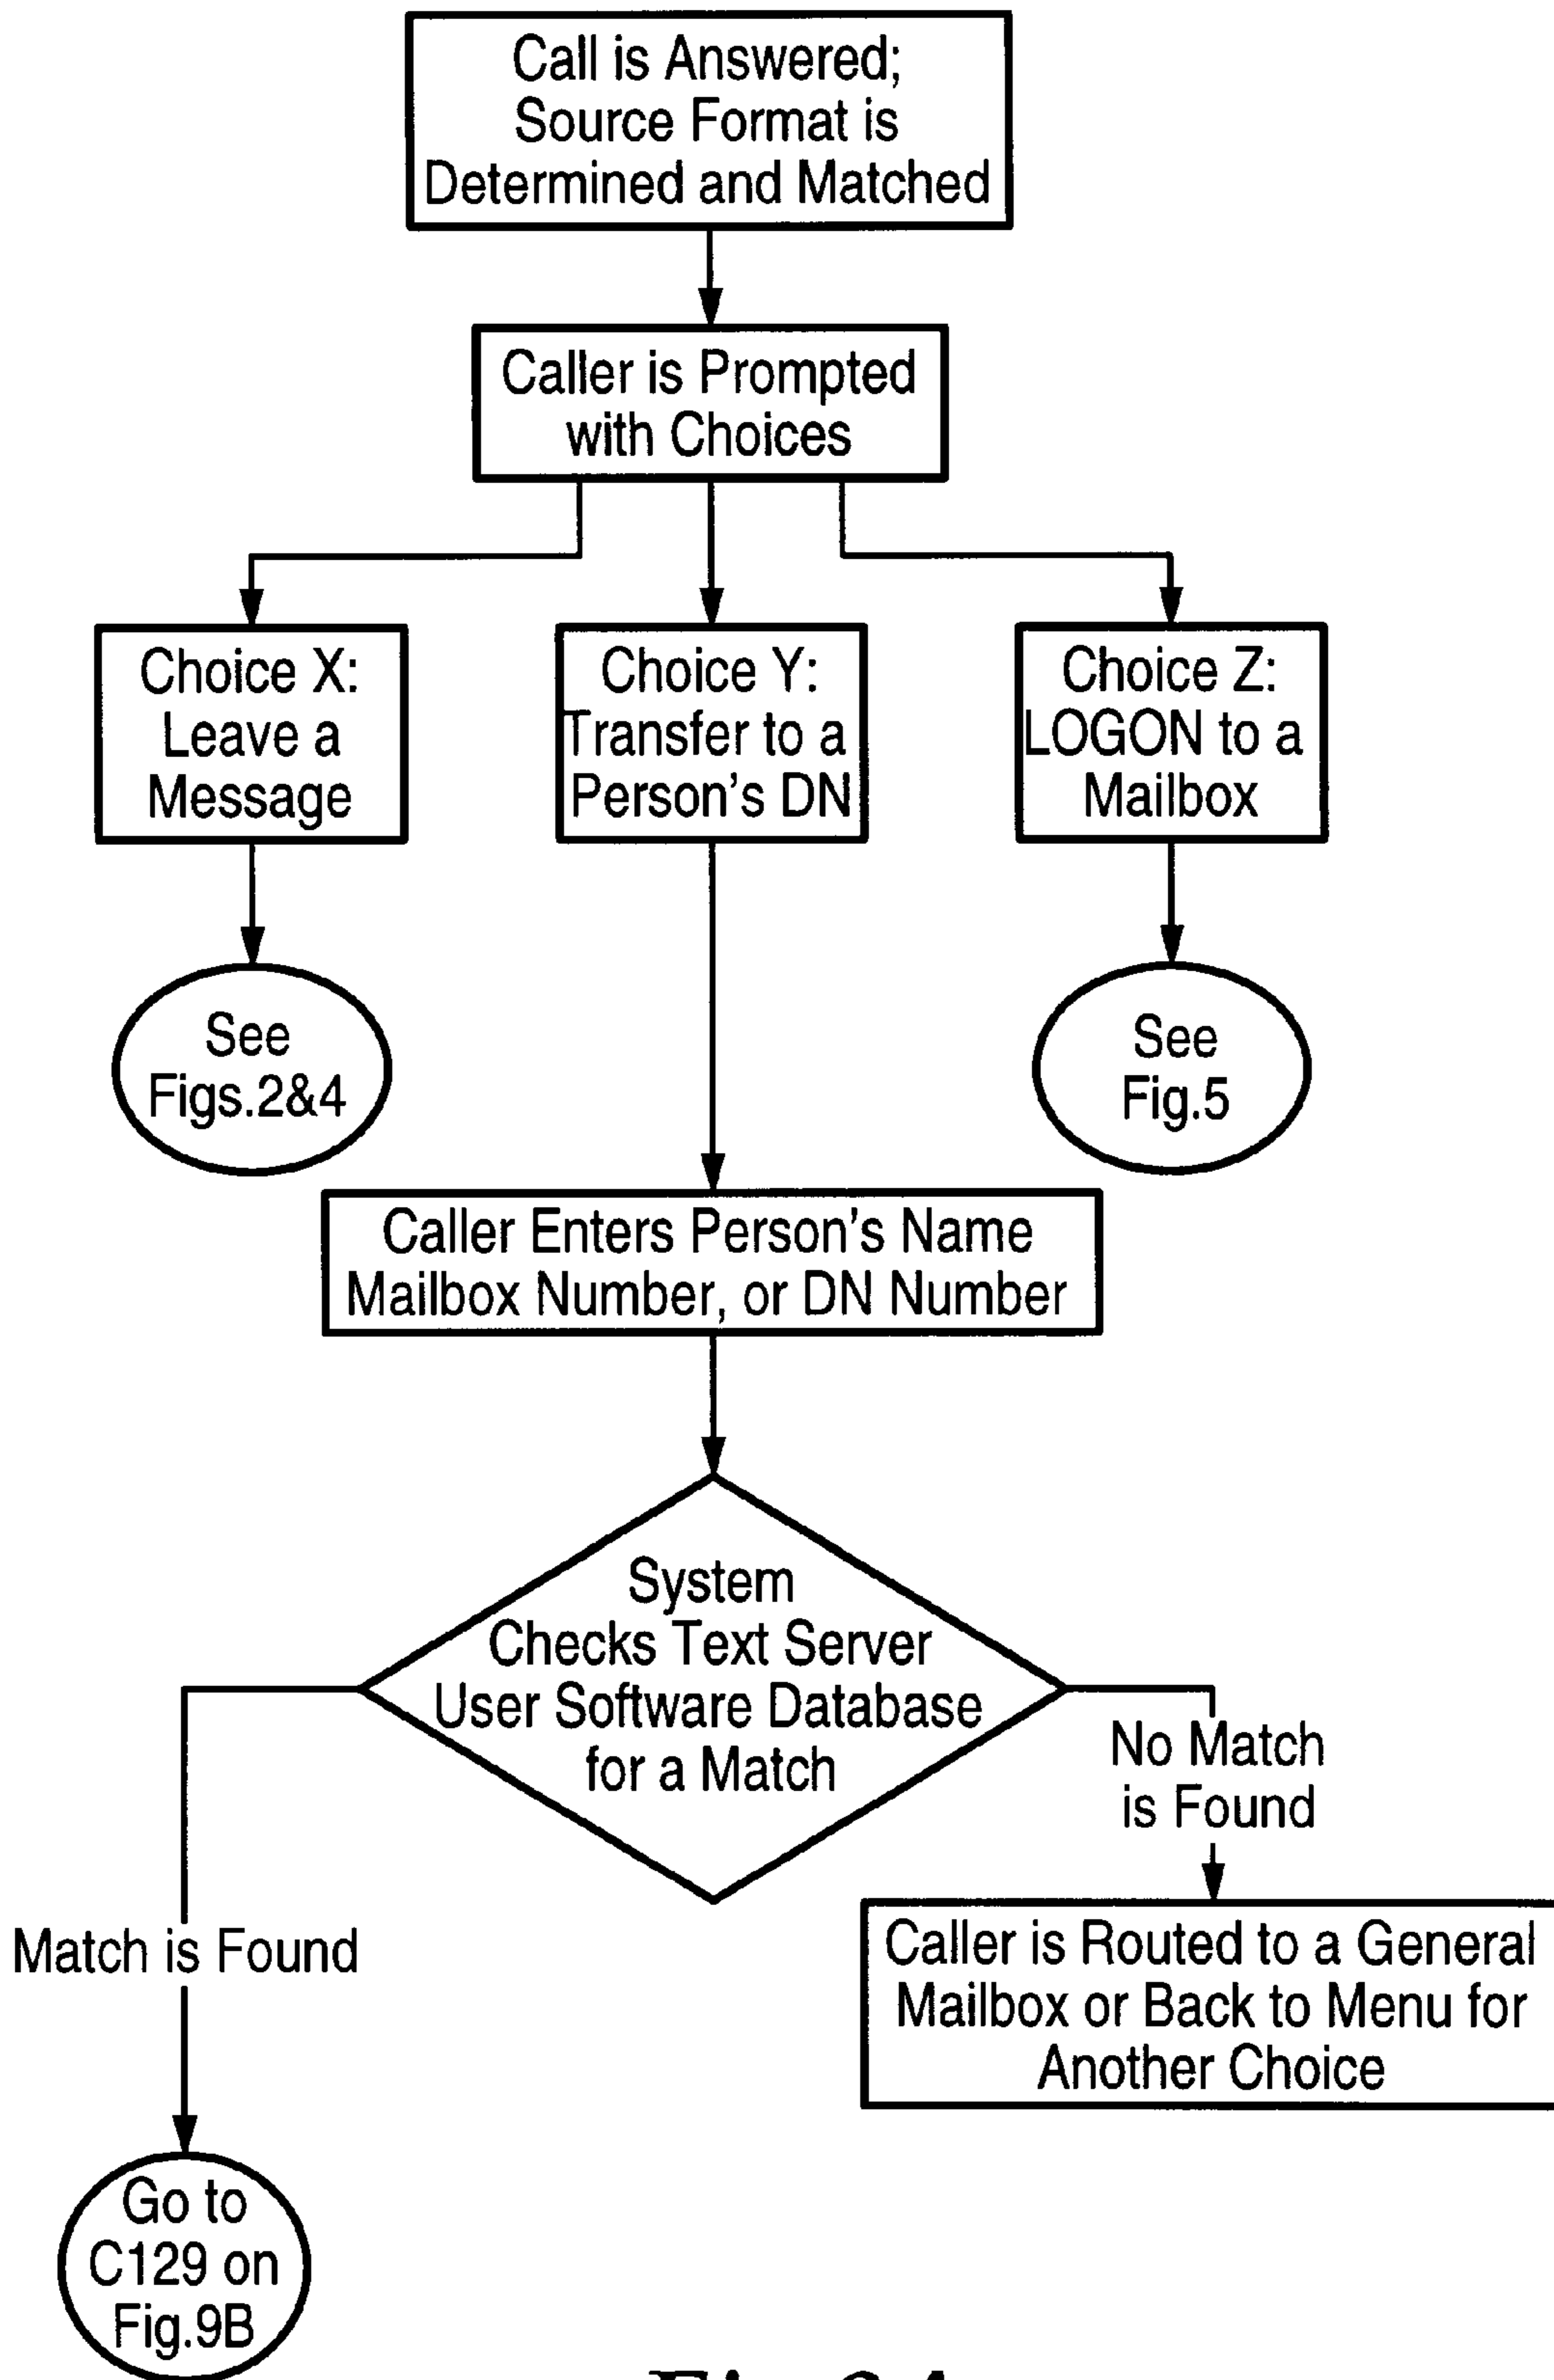 Call is Answered;
Source Format is
Determined and Matched
Caller is Prompted
with Choices
Choice X:
Leave a
Message
Choice Y:
Transfer to a
Person's DN
Choice Z:
LOGON to a
Mailbox
See
Figs.2&4
See
Fig.5
Caller Enters Person's Name
Mailbox Number, or DN Number
System
Checks Text Server
User Software Database
for a Match
No Match
is Found
Match is Found
Caller is Routed to a General
Mailbox or Back to Menu for
Another Choice
Go to
C129 on
Fig.9B